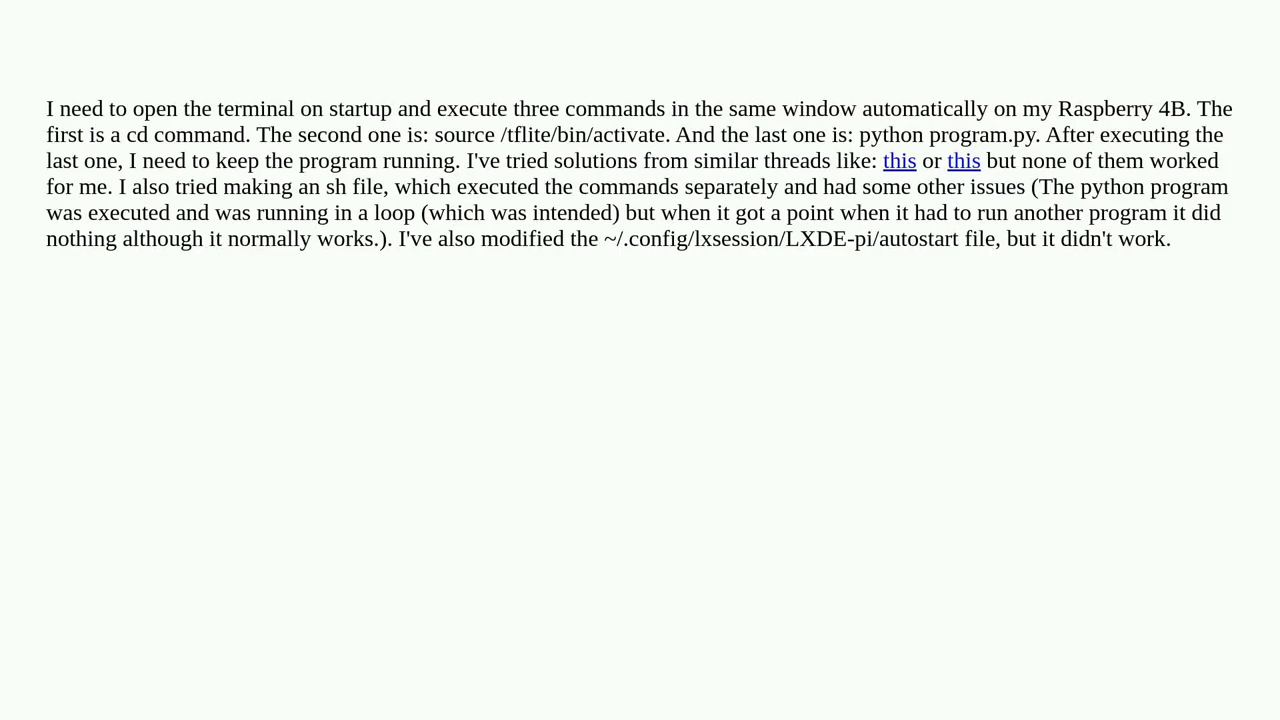 I need to open the terminal on startup and execute three commands in the same window automatically on my Raspberry 4B. The
first is a cd command. The second one is: source /tflite/bin/activate. And the last one is: python program.py. After executing the
last one, I need to keep the program running. I've tried solutions from similar threads like: this or this but none of them worked
for me. I also tried making an sh file, which executed the commands separately and had some other issues (The python program
was executed and was running in a loop (which was intended) but when it got a point when it had to run another program it did
nothing although it normally works.). I've also modified the ~/.config/lxsession/LXDE-pi/autostart file, but it didn't work.